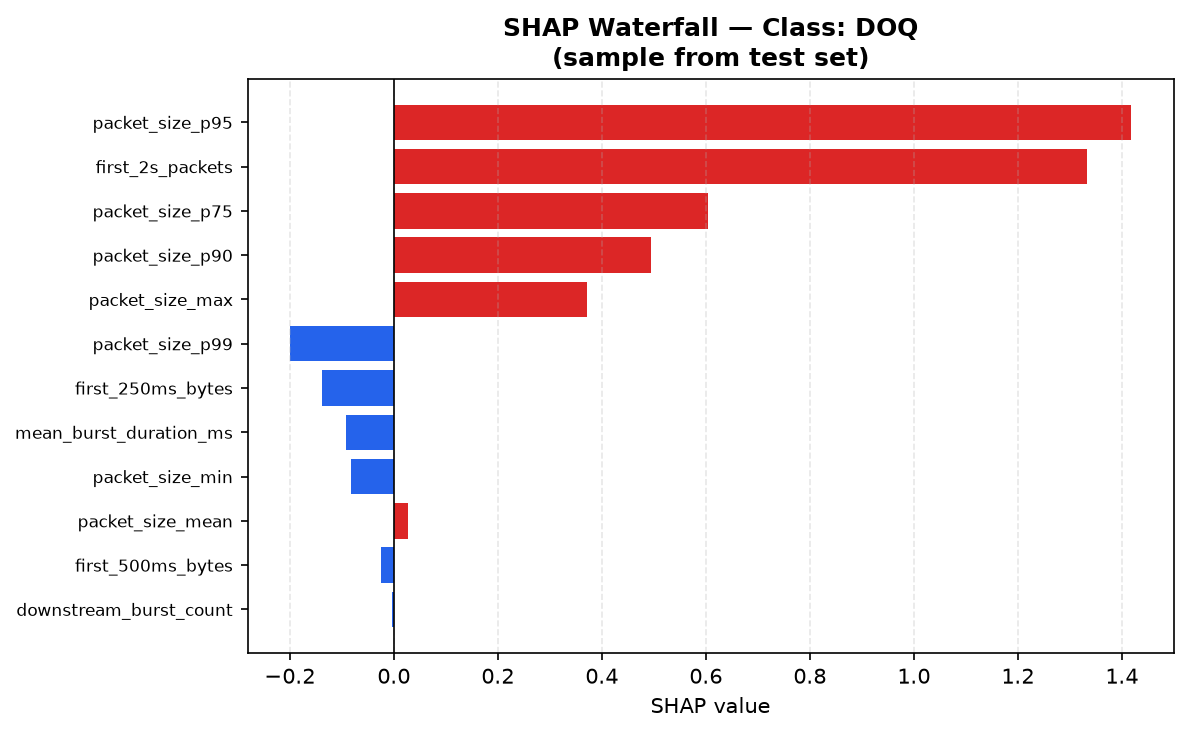 SHAP Waterfall — Class: DOQ
(sample from test set)
packet_size_p95
first_2s_packets
packet_size_p75
packet_size_p90
packet_size_max
packet_size_p99
first_250ms_bytes
mean_burst_duration_ms
packet_size_min
packet_size_mean
first_500ms_bytes
downstream_burst_count
−0.2 0.0 0.2 0.4 0.6 0.8 1.0 1.2 1.4
SHAP value